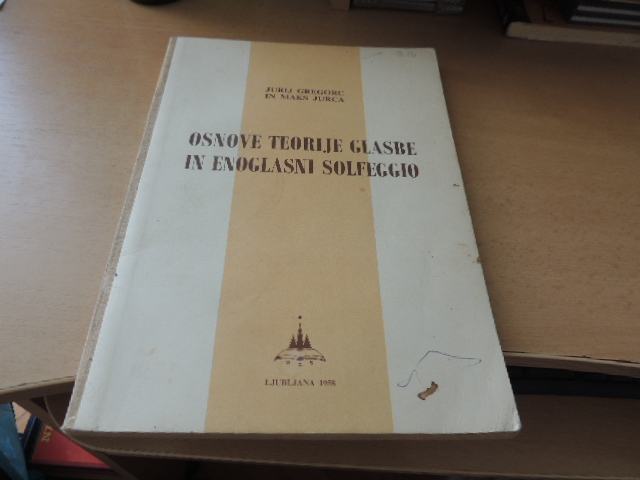 JURIJ GREGORC
IN MAKS JURCA
OSNOVE TEORIJE GLASBE
IN ENOGLASNI SOLFEGGIO
LJUBLJANA 1958